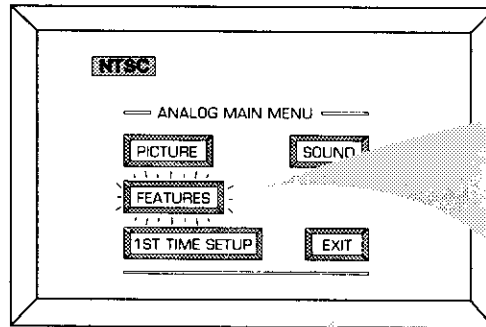 NTSC
ANALOG MAIN MENU
PICTURE SOUND
FEATURES
1ST TIME SETUP EXIT